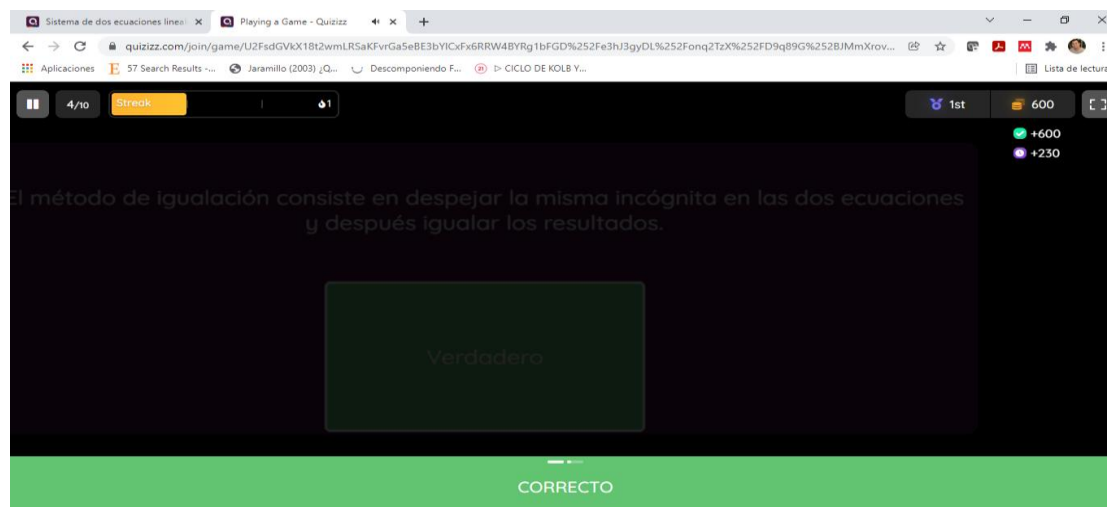 Sistema de dos ecuaciones lineal
Playing a Game - Quizizz
quizizz.com/join/game/U2FsdGVkX18t2wmLRSaKFvrGa5eBE3bYICxFx6RRW4BYRg1bFGD%252Fe3hJ3gyDL%252Fonq2TzX%252FD9q89G%252BJMmXrov...
Aplicaciones
57 Search Results -...
Jaramillo (2003) ¿Q...
Descomponiendo F...
▷ CICLO DE KOLB Y...
Lista de lectura
4/10
Streak
1
1st
600
+600
+230
El método de igualación consiste en despejar la misma incógnita en las dos ecuaciones
y después igualar los resultados.
Verdadero
CORRECTO